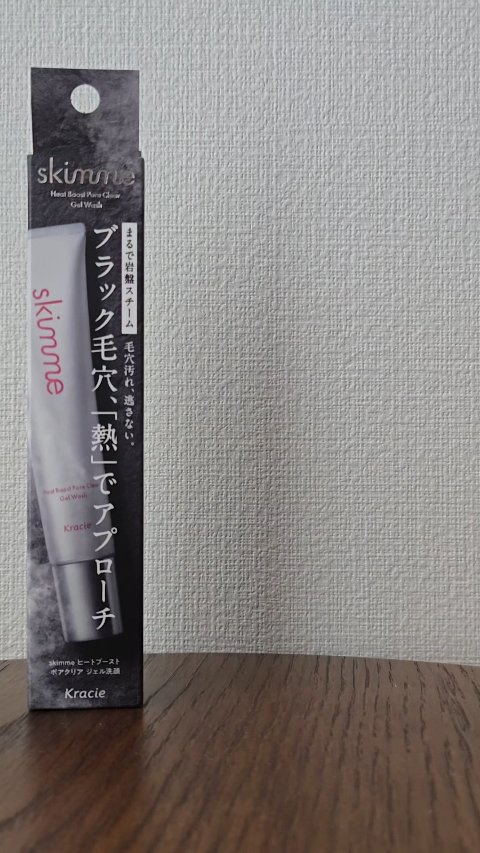 skimme
Heat Boost Pore Clear
Gel Wash
まるで岩盤スチーム
毛穴汚れ、逃さない。
ブラック毛穴、「熱」でアプローチ
skimme
Heat Boost Pore Clear
Gel Wash
Kracie
skimme ヒートブースト
ポアクリア ジェル洗顔
Kracie